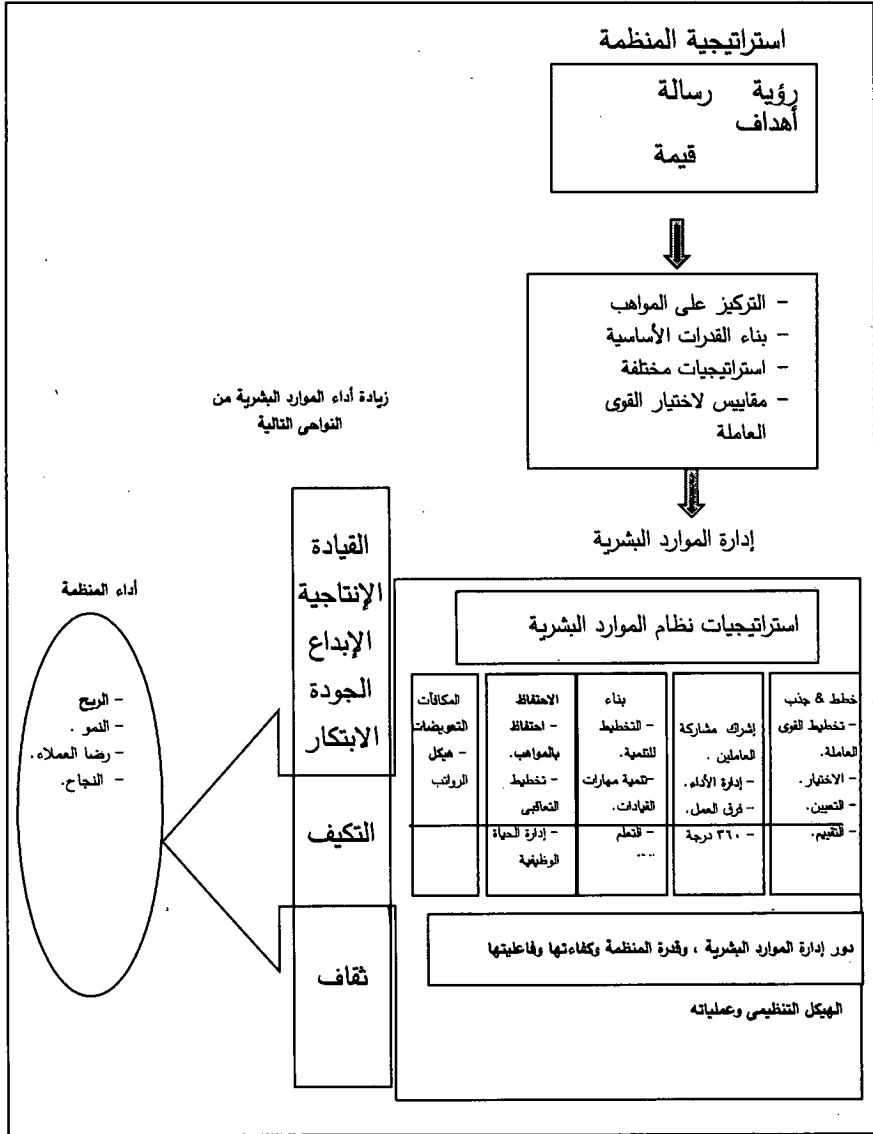 استراتيجية المنظمة
رؤية رسالة
أهداف
قيمة
- التركيز على المواهب
- بناء القدرات الأساسية
- استراتيجيات مختلفة
- مقاييس لاختيار القوى
العاملة
زيادة أداء الموارد البشرية من
النواحى التالية
إدارة الموارد البشرية
استراتيجيات نظام الموارد البشرية
خطط & جنب
- تخطيط القوى
العاملة.
- الاختيار.
- التعيين.
- التقييم.
إشراك مشاركة
العاملين .
- إدارة الأداء.
- فرق العمل.
- ٣٦٠ درجة
بناء
- التخطيط
للتنمية.
-تنمية مهارات
القيادات.
- التعلم
الاحتفاظ
- احتفاظ
بالمواهب.
- تخطيط
التعاقبى
- إدارة الحياة
الوظيفية
المكافآت
التعويضات
- هيكل
الرواتب
دور إدارة الموارد البشرية ، وقدرة المنظمة وكفاءتها وفاعليتها
الهيكل التنظيمى وعملياته
القيادة
الإنتاجية
الإبداع
الجودة
الابتكار
التكيف
ثقاف
أداء المنظمة
- الربح
- النمو .
- رضا العملاء.
- النجاح.